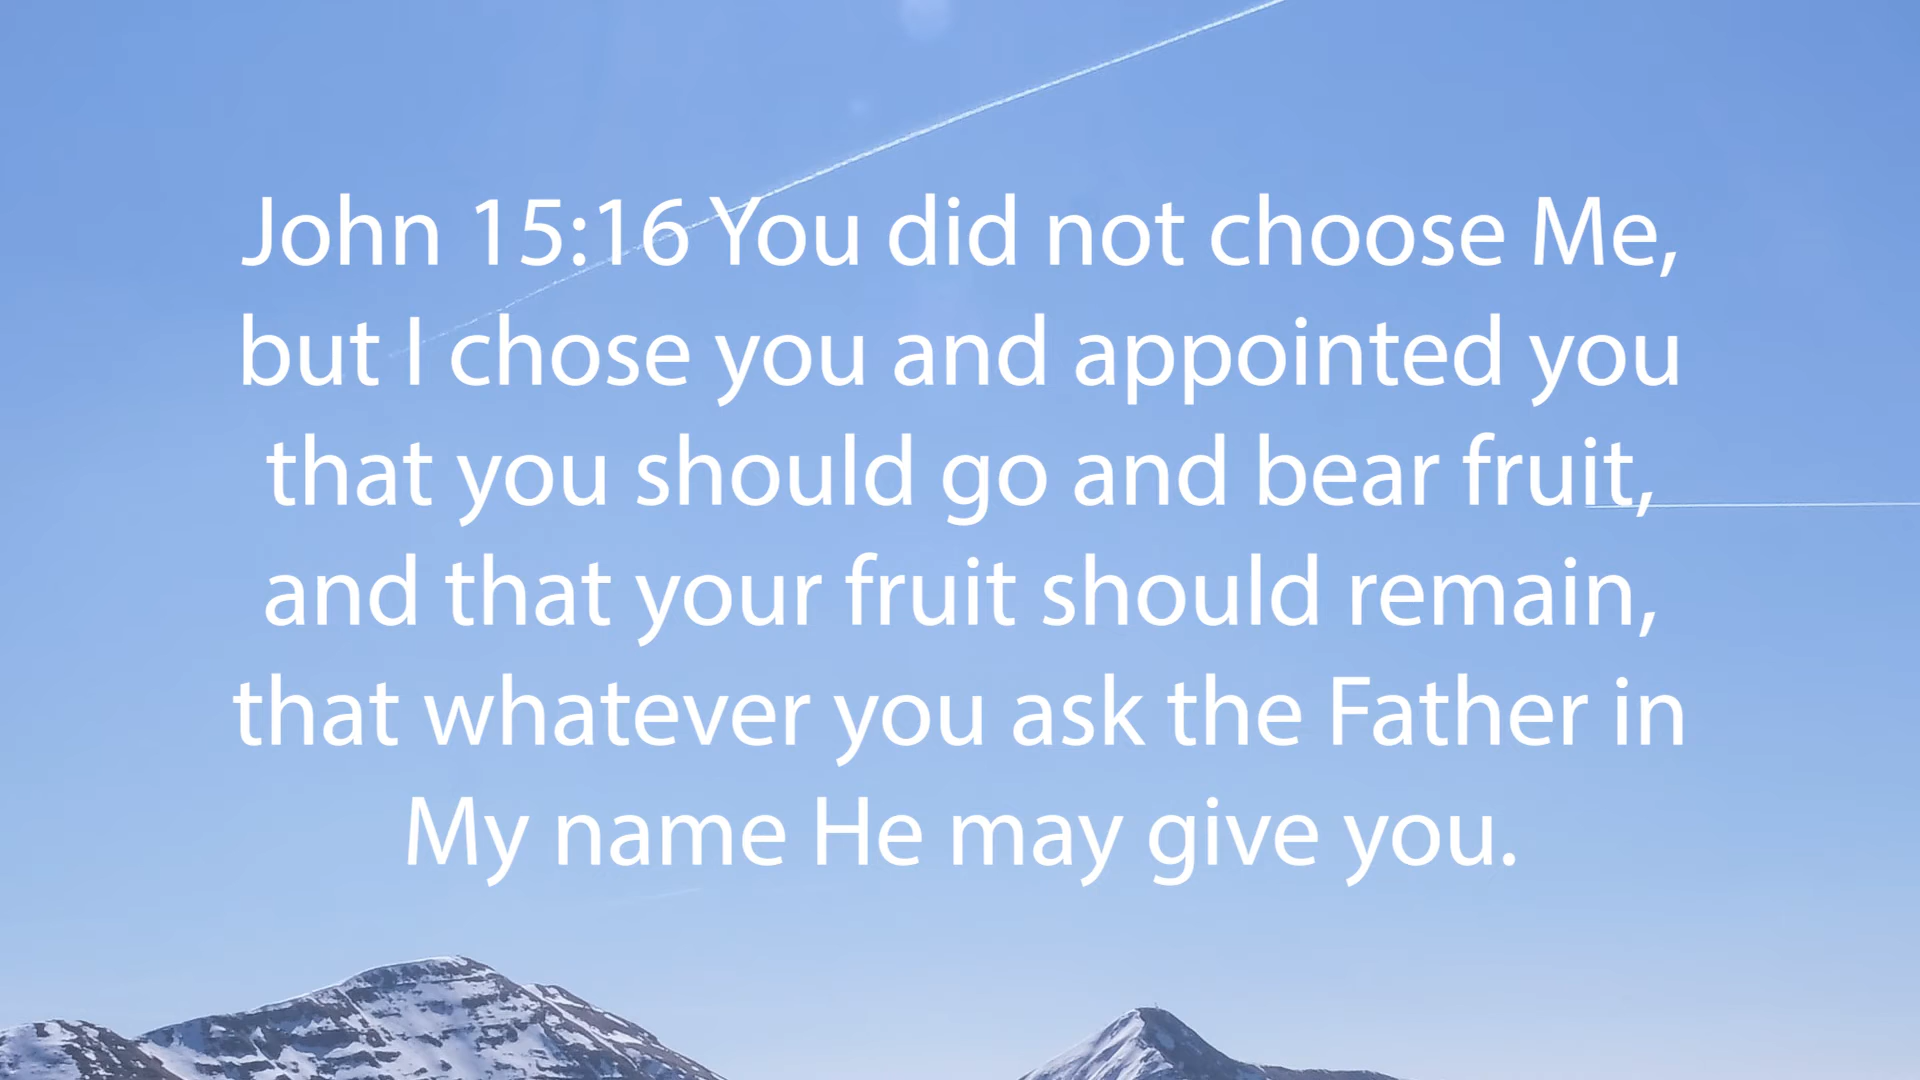 John 15:16 You did not choose Me,
but I chose you and appointed you
that you should go and bear fruit,
and that your fruit should remain,
that whatever you ask the Father in
My name He may give you.